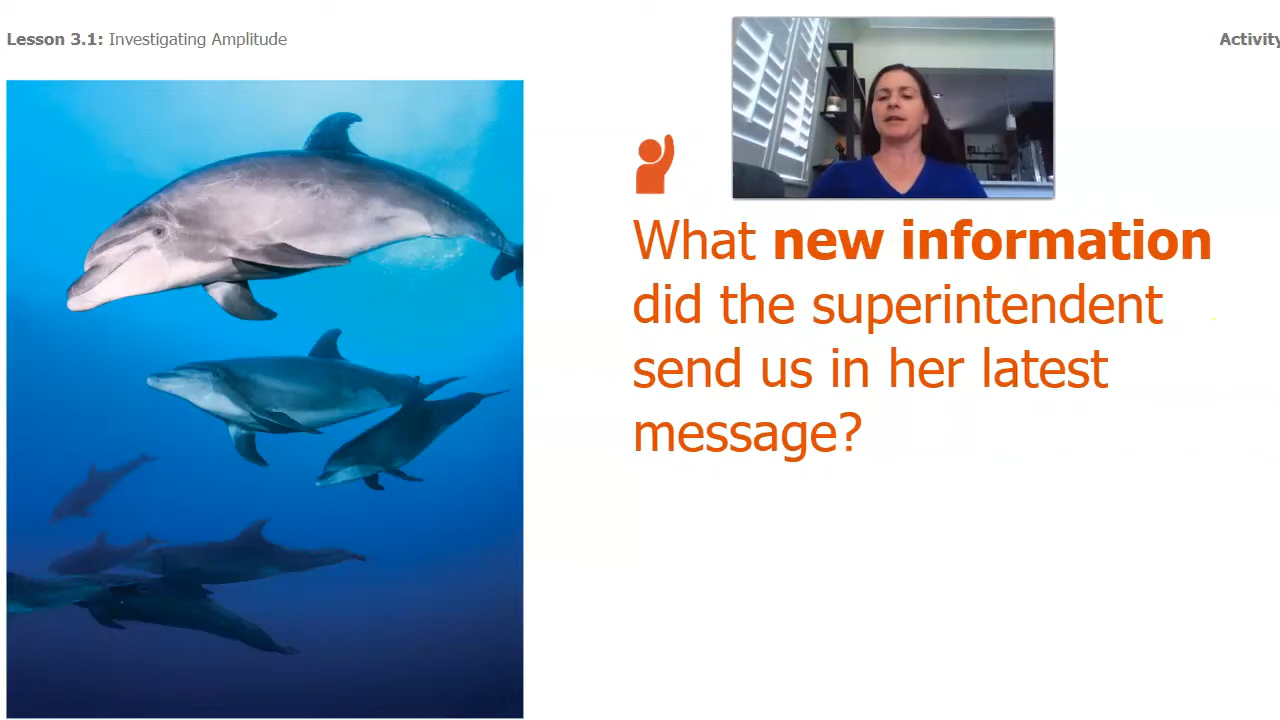 Lesson 3.1: Investigating Amplitude
Activity
What new information
did the superintendent
send us in her latest
message?